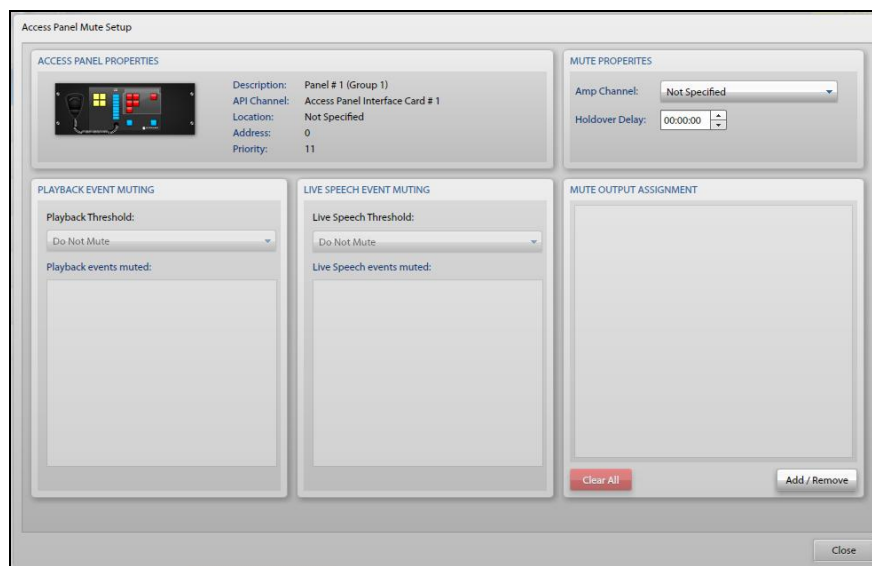 Access Panel Mute Setup
ACCESS PANEL PROPERTIES
Description: Panel # 1 (Group 1)
API Channel: Access Panel Interface Card # 1
Location: Not Specified
Address: 0
Priority: 11
MUTE PROPERITES
Amp Channel: Not Specified
Holdover Delay: 00:00:00
PLAYBACK EVENT MUTING
Playback Threshold:
Do Not Mute
Playback events muted:
LIVE SPEECH EVENT MUTING
Live Speech Threshold:
Do Not Mute
Live Speech events muted:
MUTE OUTPUT ASSIGNMENT
Clear All
Add / Remove
Close